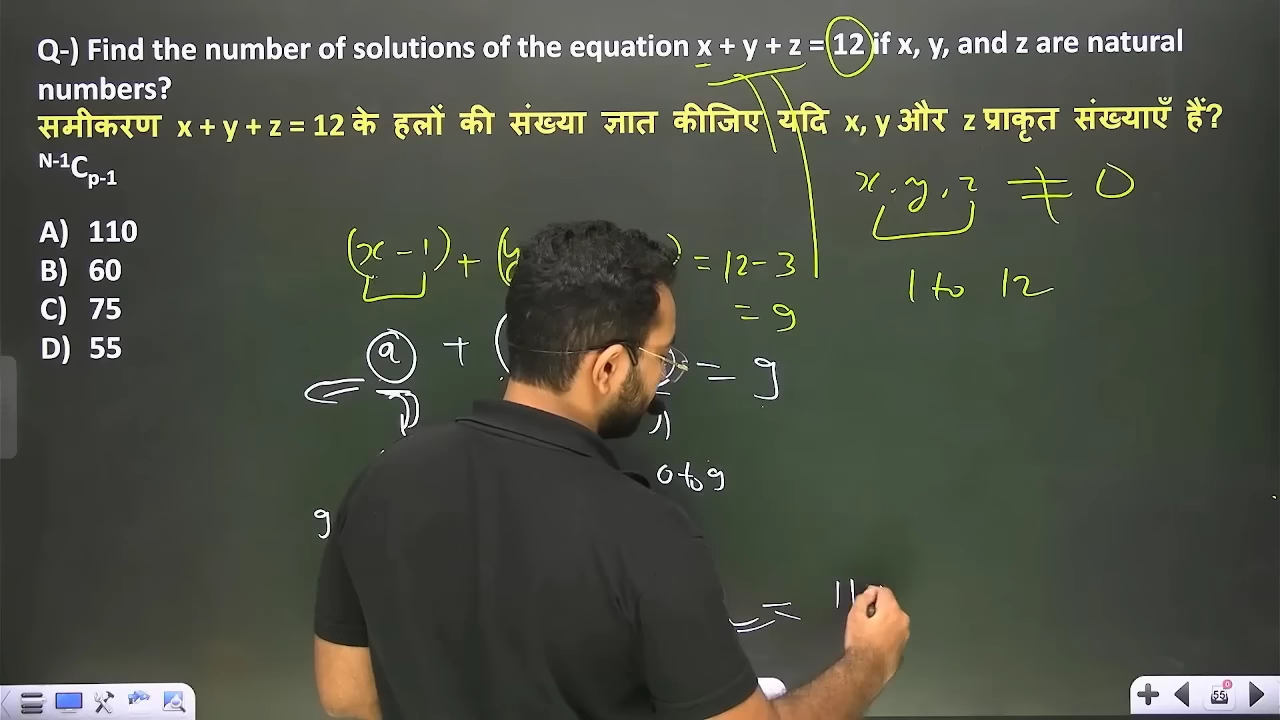 Q-) Find the number of solutions of the equation x + y + z = 12 if x, y, and z are natural
numbers?
समीकरण x + y + z = 12 के हलों की संख्या ज्ञात कीजिए यदि x, y और z प्राकृत संख्याएँ हैं?
N-1Cp-1
x, y, z ≠ 0
A) 110
(x - 1) + (y ) = 12 - 3
B) 60
1 to 12
C) 75
= 9
D) 55
a + ( = 9
0 to 9
9
= 11
55